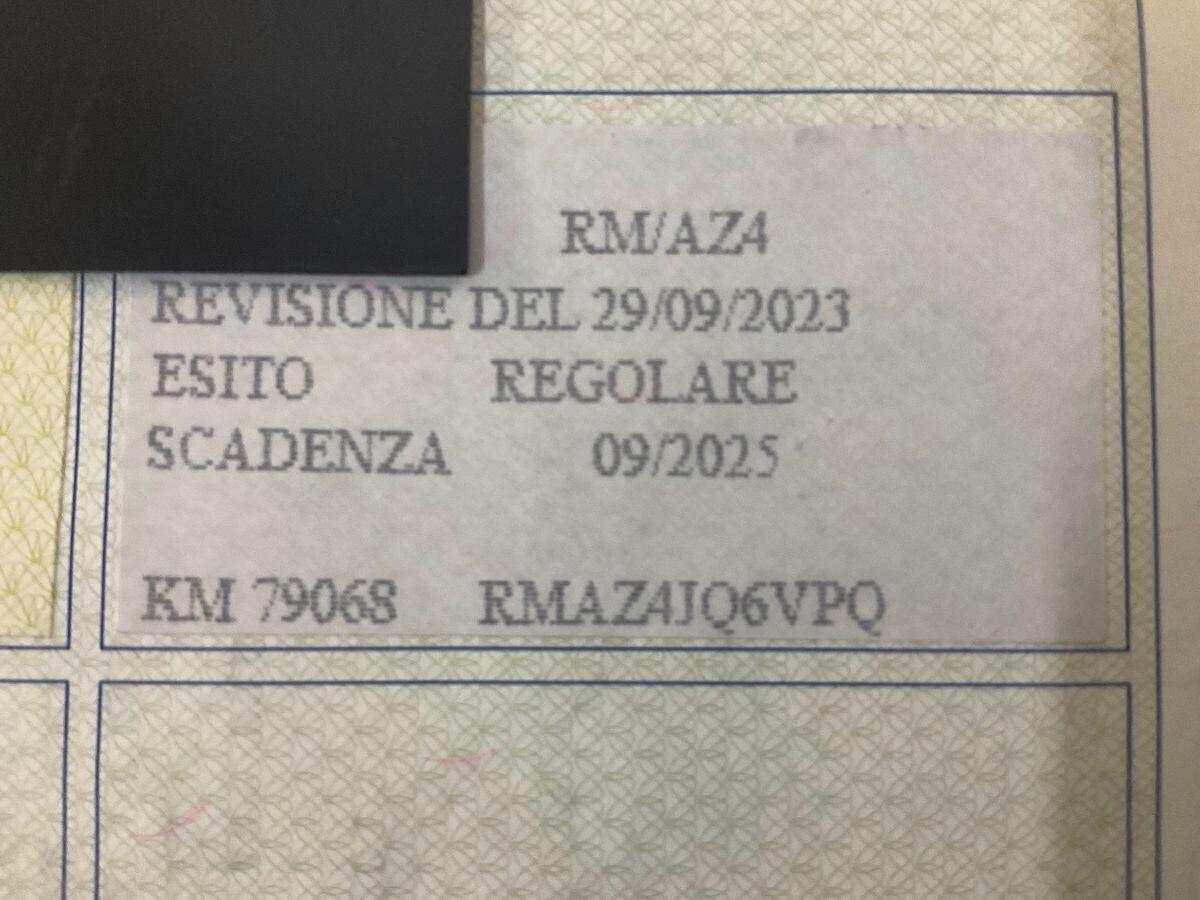 RM/AZ4
REVISIONE DEL 29/09/2023
ESITO REGOLARE
SCADENZA 09/2025
KM 79068 RMAZ4JQ6VPQ